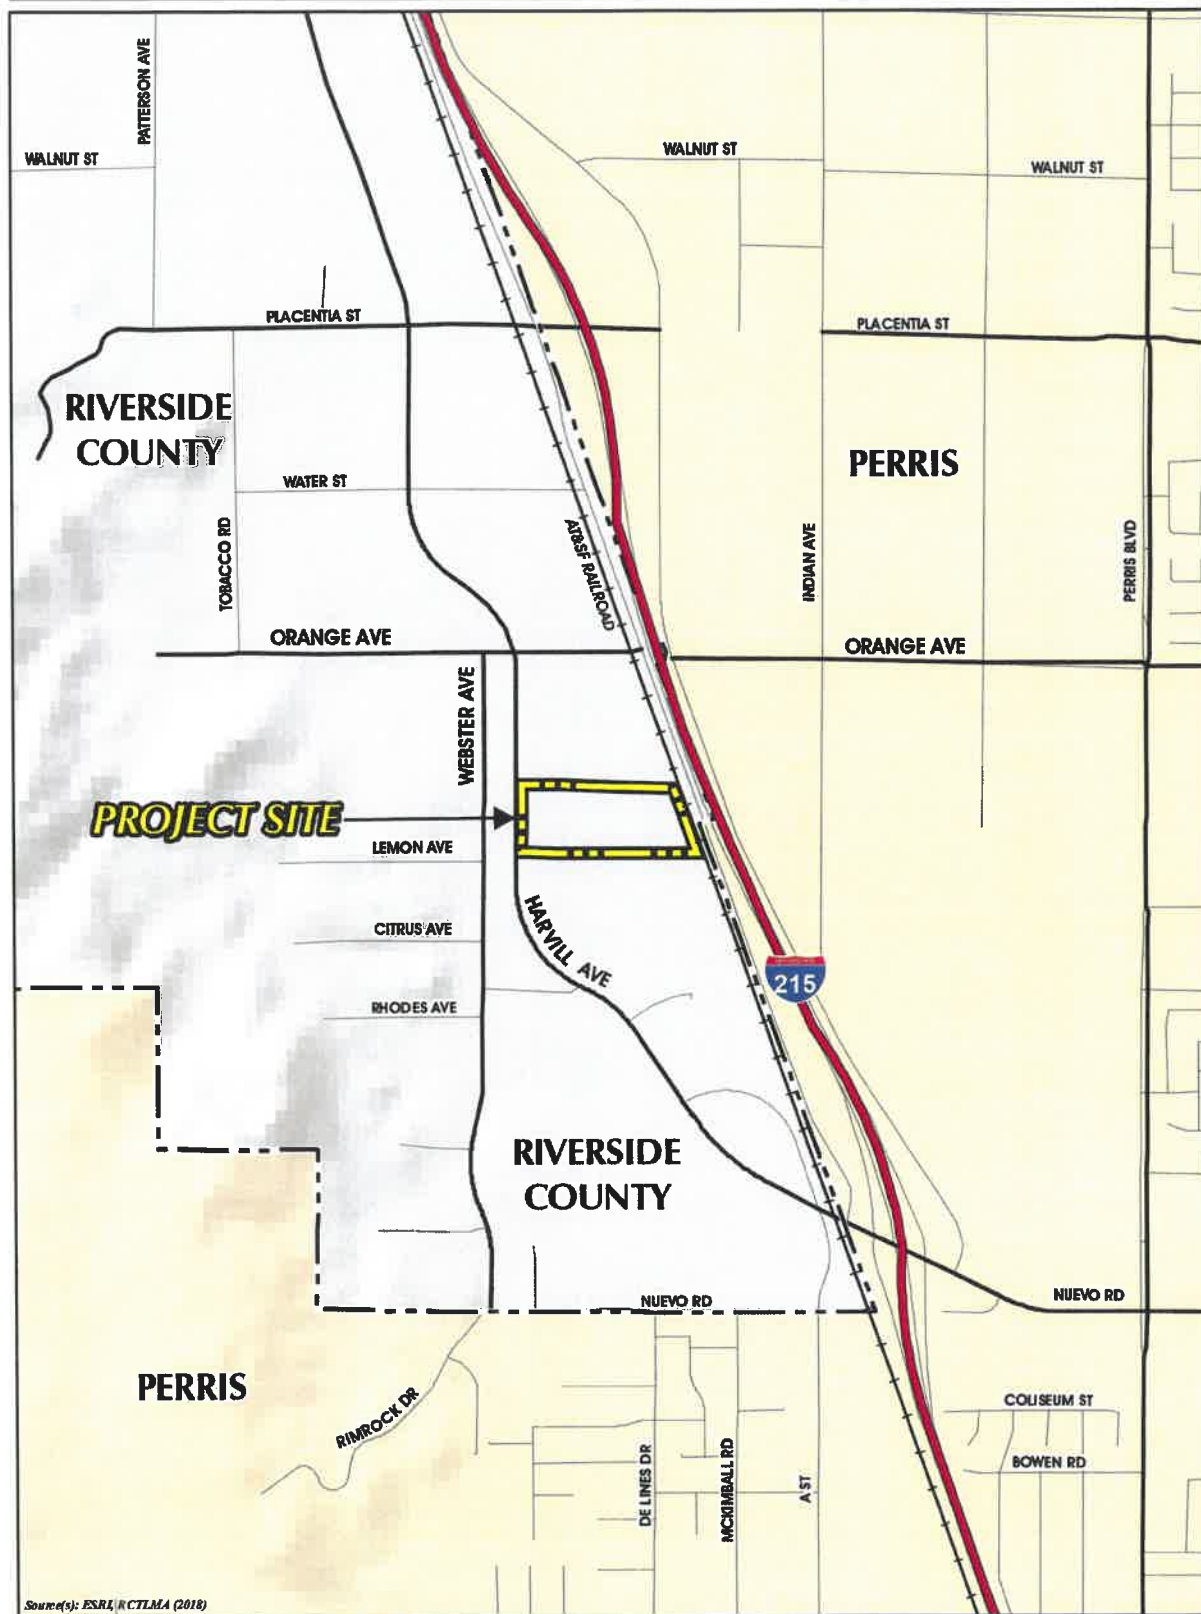 PATTERSON AVE
WALNUT ST
WALNUT ST
WALNUT ST
PLACENTIA ST
PLACENTIA ST
RIVERSIDE
COUNTY
PERRIS
WATER ST
TOBACCO RD
AT&SF RAILROAD
INDIAN AVE
PERRIS BLVD
ORANGE AVE
ORANGE AVE
WEBSTER AVE
PROJECT SITE
LEMON AVE
CITRUS AVE
HARVILL AVE
215
RHODES AVE
RIVERSIDE
COUNTY
NUEVO RD
NUEVO RD
PERRIS
RIMROCK DR
COLISEUM ST
BOWEN RD
DE LINES DR
MCKIMBALL RD
A ST
Source(s): ESRI, RCTLMA (2018)